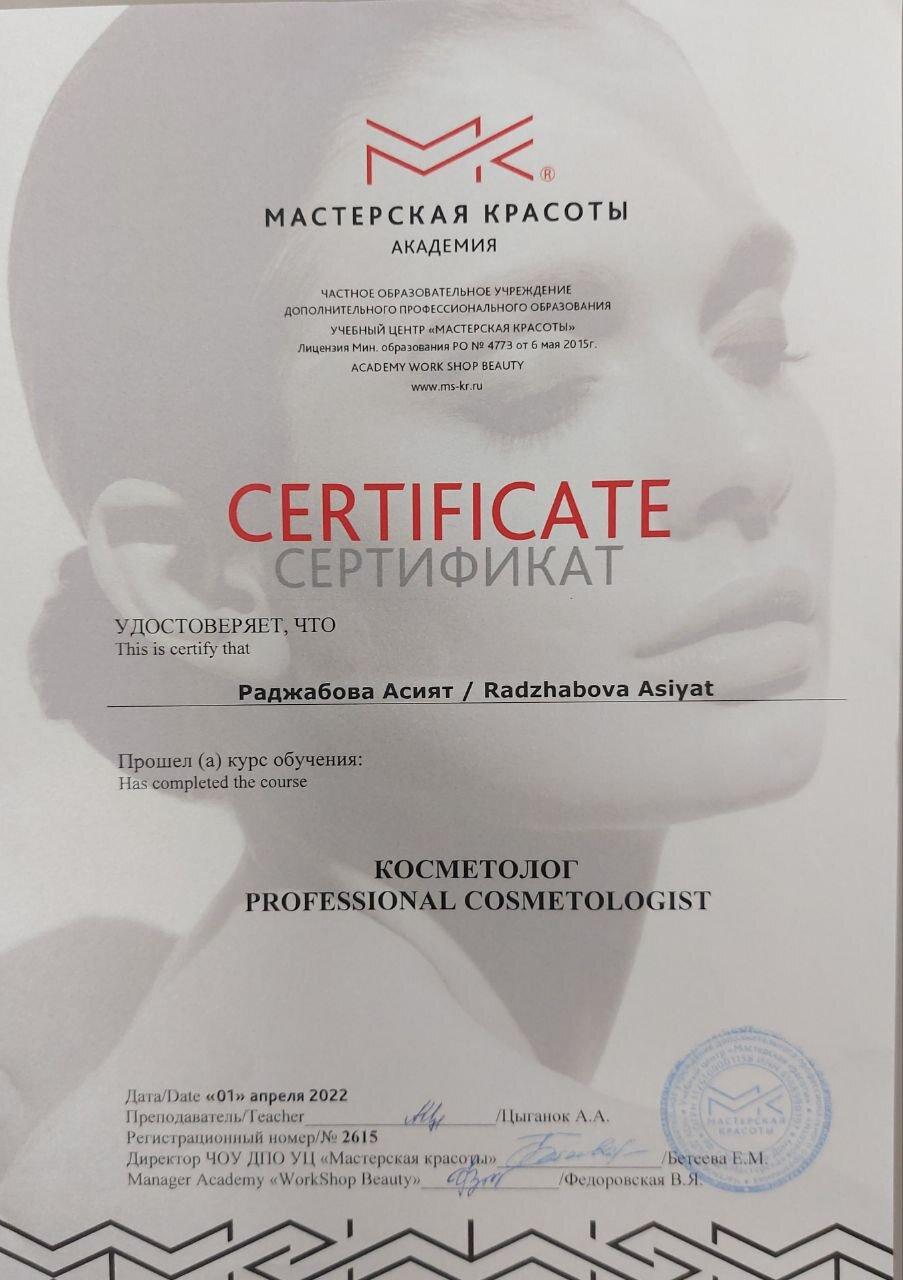 МК ®
МАСТЕРСКАЯ КРАСОТЫ
АКАДЕМИЯ
ЧАСТНОЕ ОБРАЗОВАТЕЛЬНОЕ УЧРЕЖДЕНИЕ
ДОПОЛНИТЕЛЬНОГО ПРОФЕССИОНАЛЬНОГО ОБРАЗОВАНИЯ
УЧЕБНЫЙ ЦЕНТР «МАСТЕРСКАЯ КРАСОТЫ»
Лицензия Мин. образования РО № 4773 от 6 мая 2015г.
ACADEMY WORK SHOP BEAUTY
www.ms-kr.ru
CERTIFICATE
СЕРТИФИКАТ
УДОСТОВЕРЯЕТ, ЧТО
This is certify that
Раджабова Асият / Radzhabova Asiyat
Прошел (а) курс обучения:
Has completed the course
КОСМЕТОЛОГ
PROFESSIONAL COSMETOLOGIST
Дата/Date «01» апреля 2022
Преподаватель/Teacher /Цыганок А.А.
Регистрационный номер/№ 2615
Директор ЧОУ ДПО УЦ «Мастерская красоты» /Бетеева Е.М.
Manager Academy «WorkShop Beauty» /Федоровская В.Я.
МК
МАСТЕРСКАЯ
КРАСОТЫ